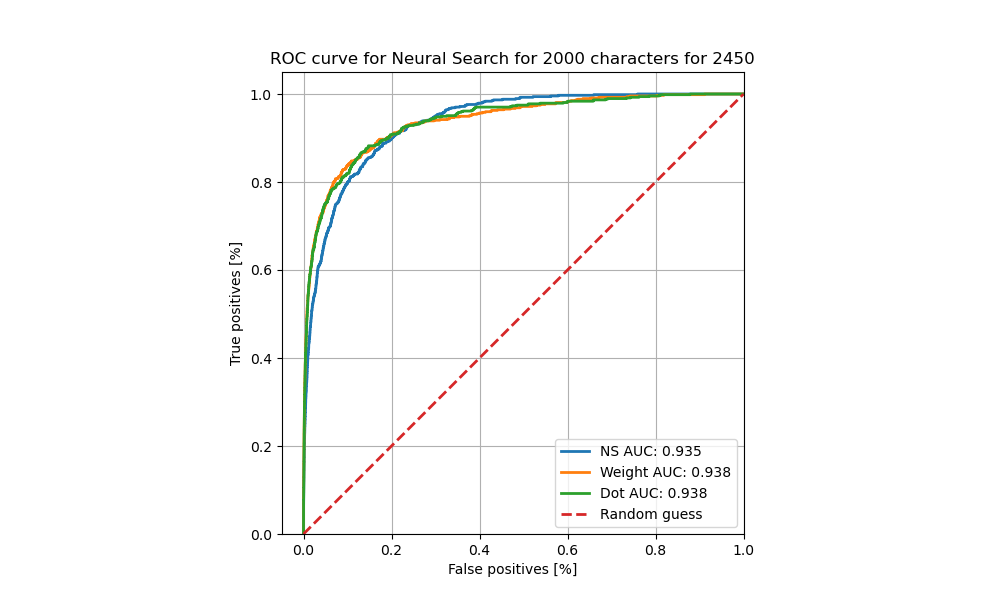 ROC curve for Neural Search for 2000 characters for 2450
True positives [%]
1.0
0.8
0.6
0.4
0.2
0.0
0.0 0.2 0.4 0.6 0.8 1.0
False positives [%]
NS AUC: 0.935
Weight AUC: 0.938
Dot AUC: 0.938
Random guess